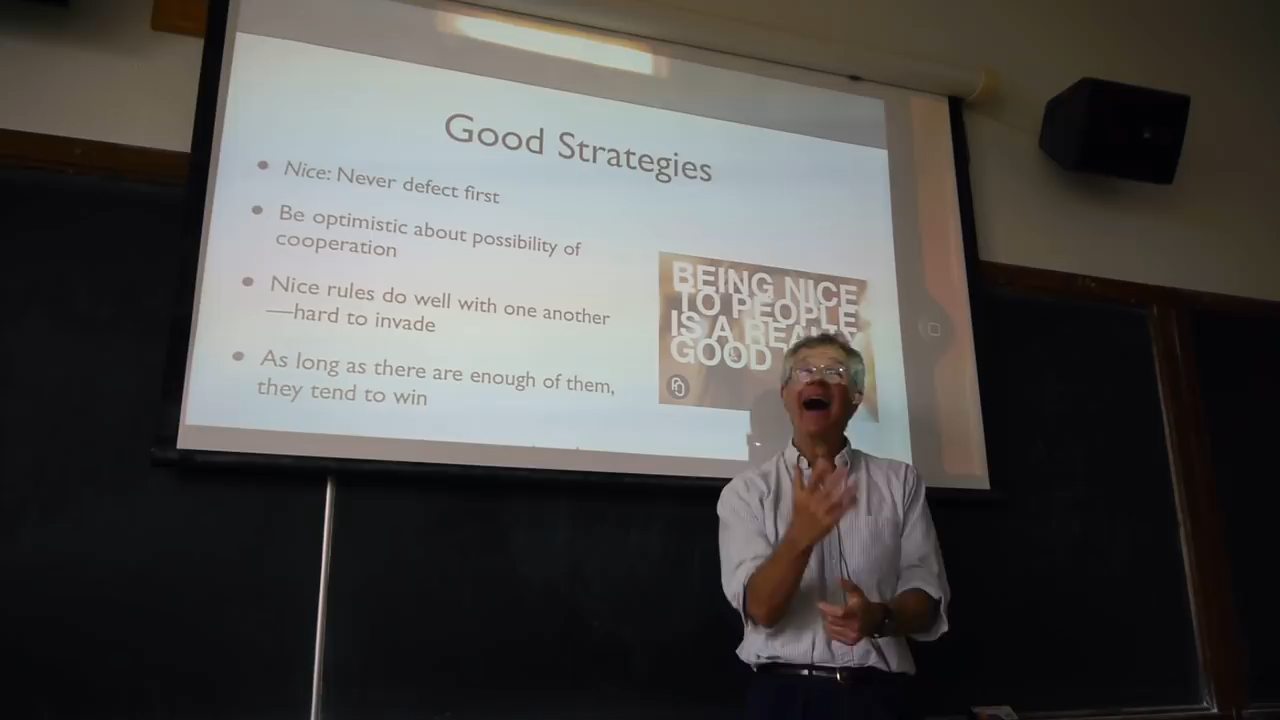 Good Strategies
• Nice: Never defect first
• Be optimistic about possibility of
cooperation
• Nice rules do well with one another
—hard to invade
• As long as there are enough of them,
they tend to win
BEING NICE
TO PEOPLE
IS A REALLY
GOOD